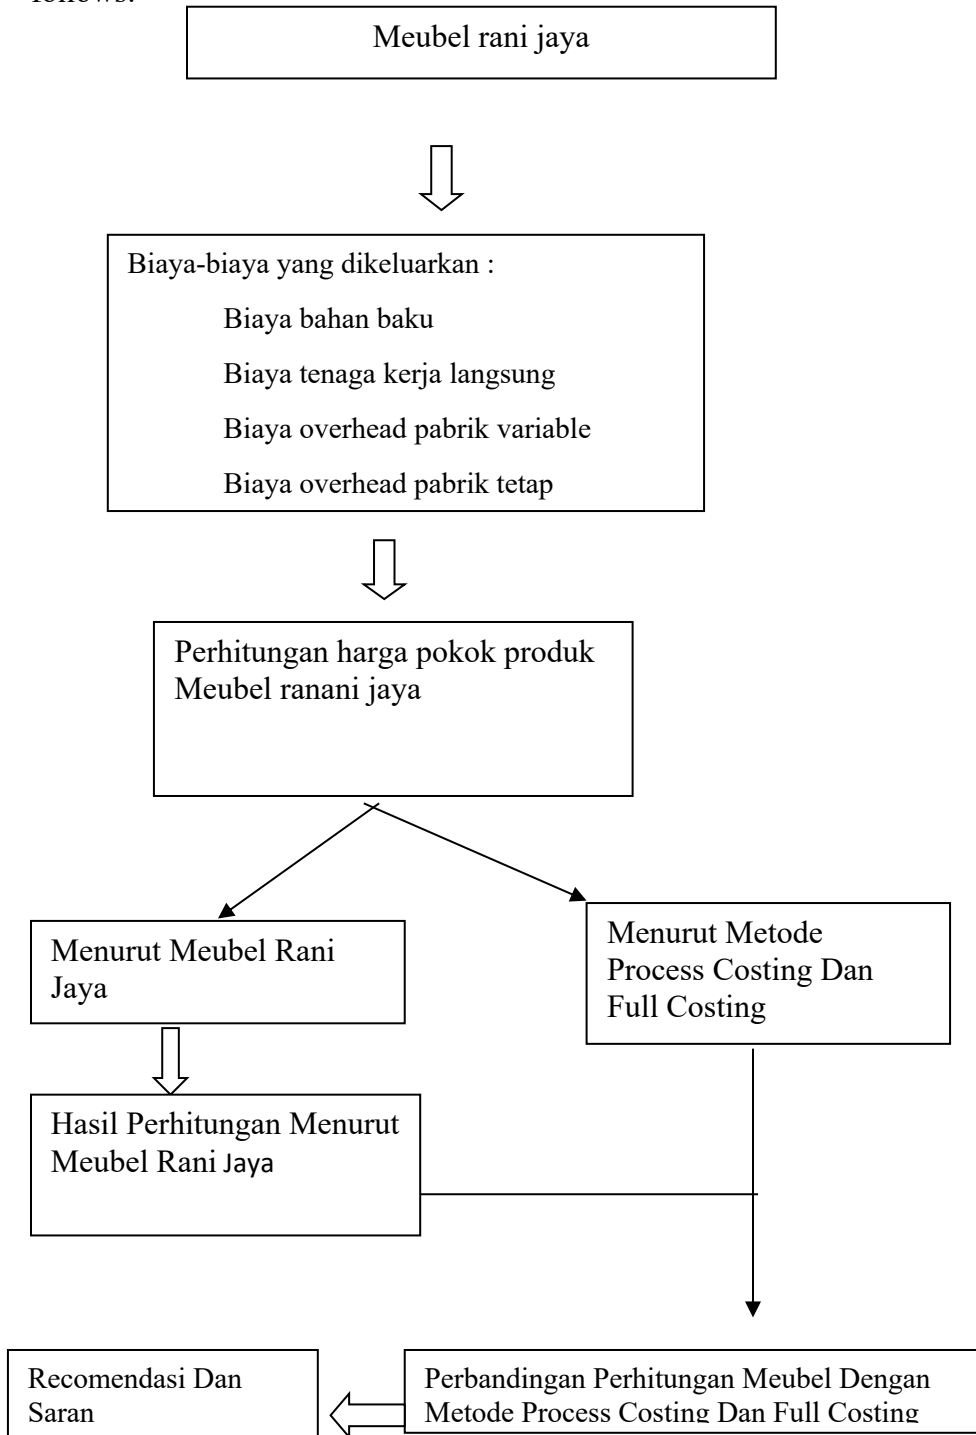 follows:
Meubel rani jaya
Biaya-biaya yang dikeluarkan :
Biaya bahan baku
Biaya tenaga kerja langsung
Biaya overhead pabrik variable
Biaya overhead pabrik tetap
Perhitungan harga pokok produk
Meubel ranani jaya
Menurut Meubel Rani
Jaya
Menurut Metode
Process Costing Dan
Full Costing
Hasil Perhitungan Menurut
Meubel Rani Jaya
Recomendasi Dan
Saran
Perbandingan Perhitungan Meubel Dengan
Metode Process Costing Dan Full Costing